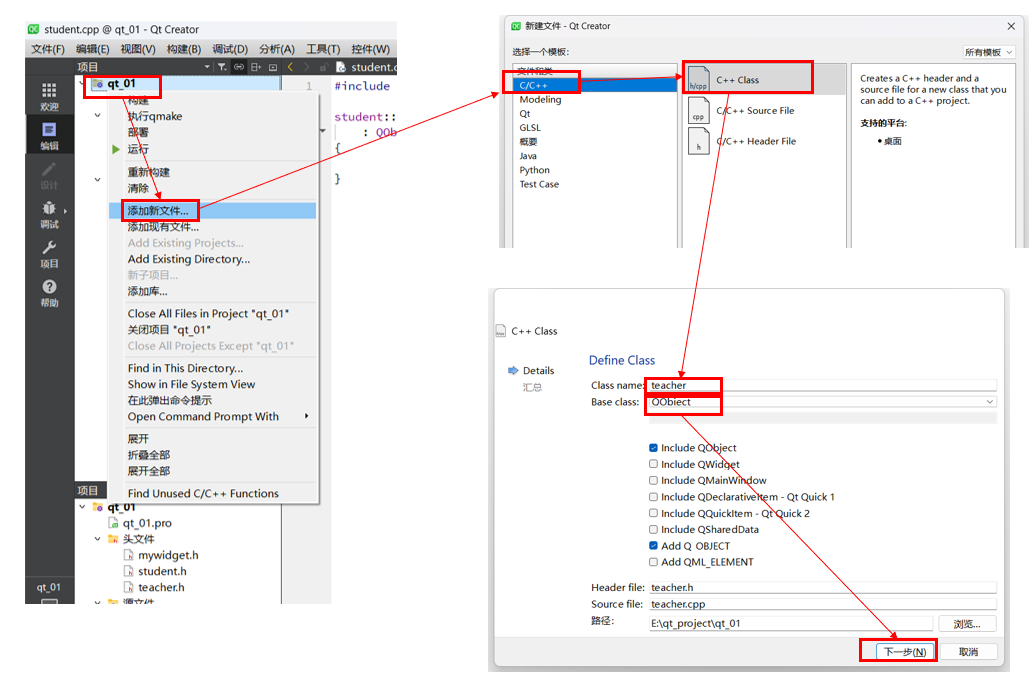 student.cpp @ qt_01 - Qt Creator
文件(F) 编辑(E) 视图(V) 构建(B) 调试(D) 分析(A) 工具(T) 控件(W)
项目
student.c
欢迎
编辑
设计
调试
项目
帮助
qt_01
qt_01
构建
执行qmake
部署
运行
重新构建
清除
添加新文件...
添加现有文件...
Add Existing Projects...
Add Existing Directory...
新子项目...
添加库...
Close All Files in Project "qt_01"
关闭项目 "qt_01"
Close All Projects Except "qt_01"
Find in This Directory...
Show in File System View
在此弹出命令提示
Open Command Prompt With
展开
折叠全部
展开全部
Find Unused C/C++ Functions
1 #include
student::
: QOb
{
}
项目
qt_01
qt_01.pro
头文件
mywidget.h
student.h
teacher.h
源文件
新建文件 - Qt Creator
选择一个模板:
所有模板
文件和类
C/C++
Modeling
Qt
GLSL
概要
Java
Python
Test Case
h/cpp
C++ Class
cpp
C/C++ Source File
h
C/C++ Header File
Creates a C++ header and a
source file for a new class that you
can add to a C++ project.
支持的平台:
• 桌面
C++ Class
Details
汇总
Define Class
Class name: teacher
Base class: QObject
Include QObject
Include QWidget
Include QMainWindow
Include QDeclarativeItem - Qt Quick 1
Include QQuickItem - Qt Quick 2
Include QSharedData
Add Q_OBJECT
Add QML_ELEMENT
Header file: teacher.h
Source file: teacher.cpp
路径: E:\qt_project\qt_01
浏览...
下一步(N)
取消